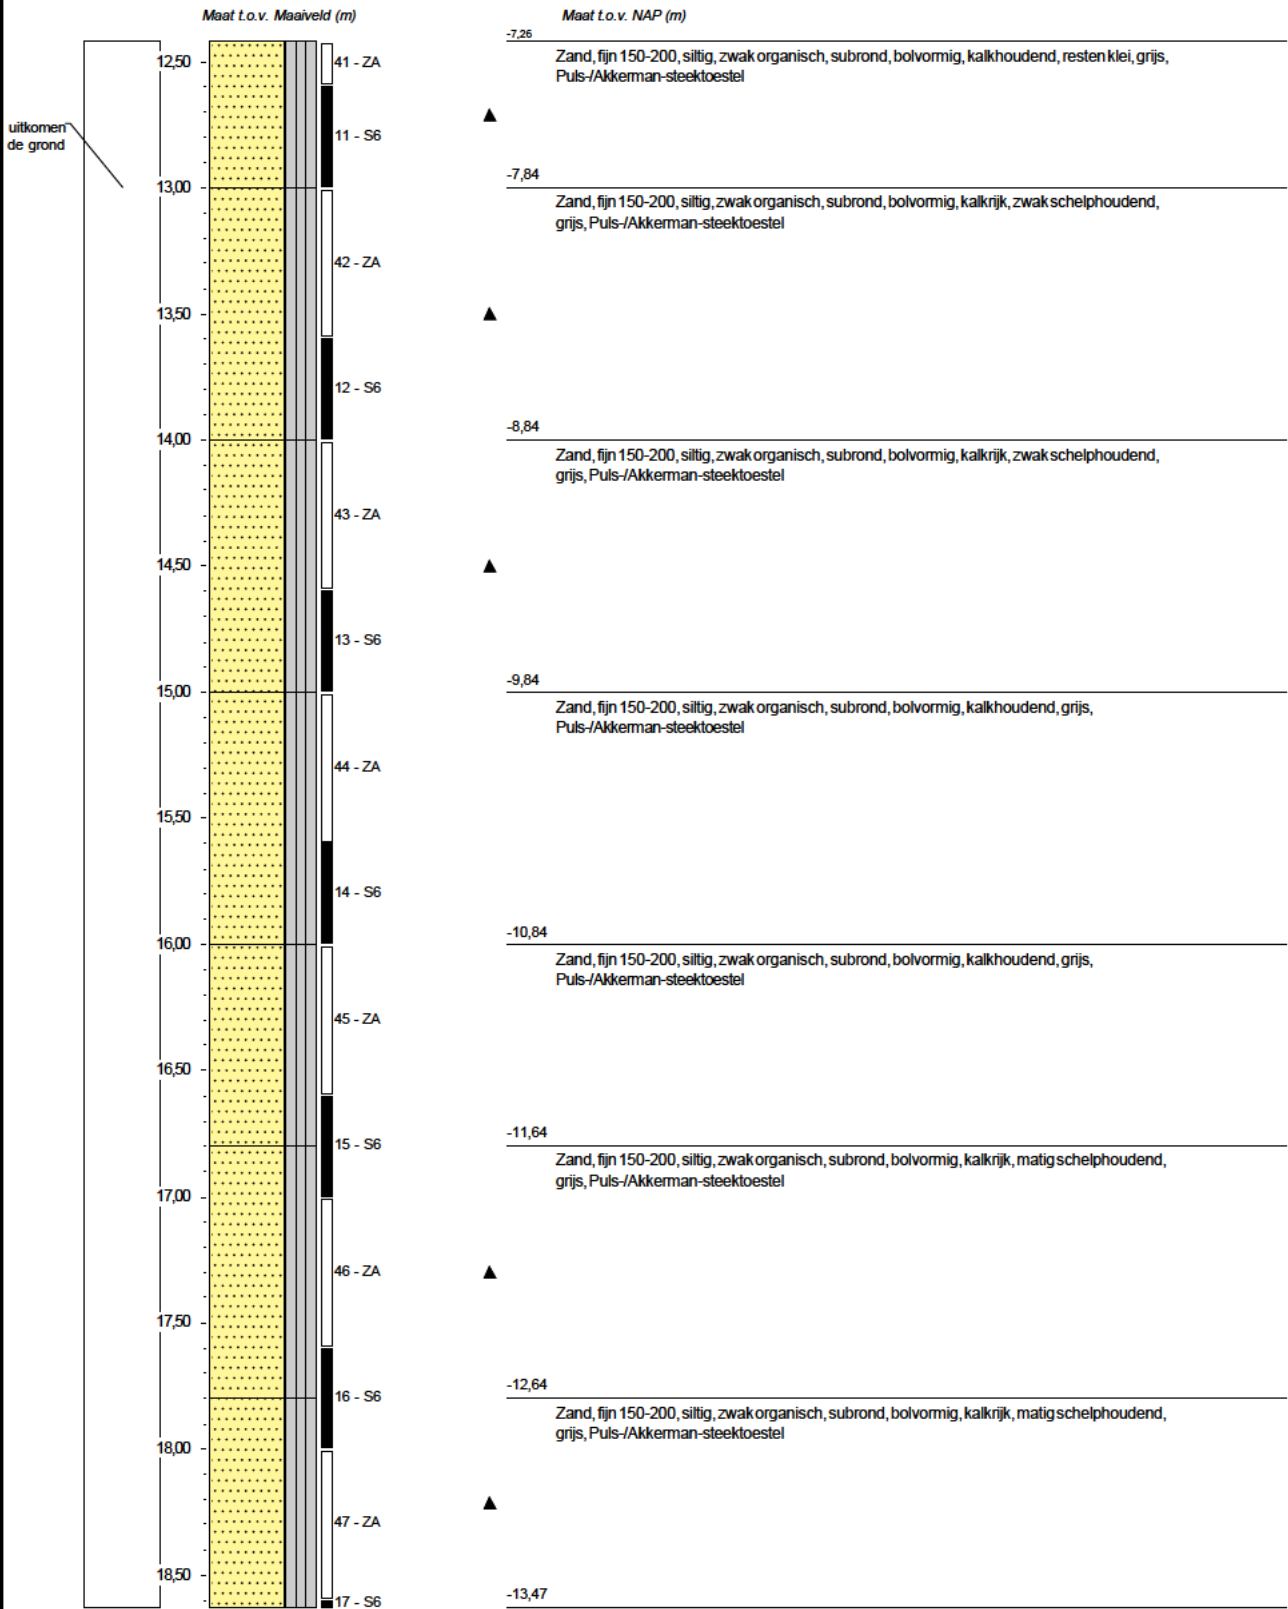 Maat t.o.v. Maaiveld (m)
Maat t.o.v. NAP (m)
-7,26
12,50
41 - ZA
Zand, fijn 150-200, siltig, zwak organisch, subrond, bolvormig, kalkhoudend, resten klei, grijs,
Puls-/Akkerman-steektoestel
uitkomen
de grond
11 - S6
13,00
-7,84
Zand, fijn 150-200, siltig, zwak organisch, subrond, bolvormig, kalkrijk, zwak schelphoudend,
grijs, Puls-/Akkerman-steektoestel
42 - ZA
13,50
12 - S6
14,00
-8,84
Zand, fijn 150-200, siltig, zwak organisch, subrond, bolvormig, kalkrijk, zwak schelphoudend,
grijs, Puls-/Akkerman-steektoestel
43 - ZA
14,50
13 - S6
15,00
-9,84
Zand, fijn 150-200, siltig, zwak organisch, subrond, bolvormig, kalkhoudend, grijs,
Puls-/Akkerman-steektoestel
44 - ZA
15,50
14 - S6
16,00
-10,84
Zand, fijn 150-200, siltig, zwak organisch, subrond, bolvormig, kalkhoudend, grijs,
Puls-/Akkerman-steektoestel
45 - ZA
16,50
15 - S6
-11,64
Zand, fijn 150-200, siltig, zwak organisch, subrond, bolvormig, kalkrijk, matig schelphoudend,
grijs, Puls-/Akkerman-steektoestel
17,00
46 - ZA
17,50
16 - S6
-12,64
Zand, fijn 150-200, siltig, zwak organisch, subrond, bolvormig, kalkrijk, matig schelphoudend,
grijs, Puls-/Akkerman-steektoestel
18,00
47 - ZA
18,50
17 - S6
-13,47